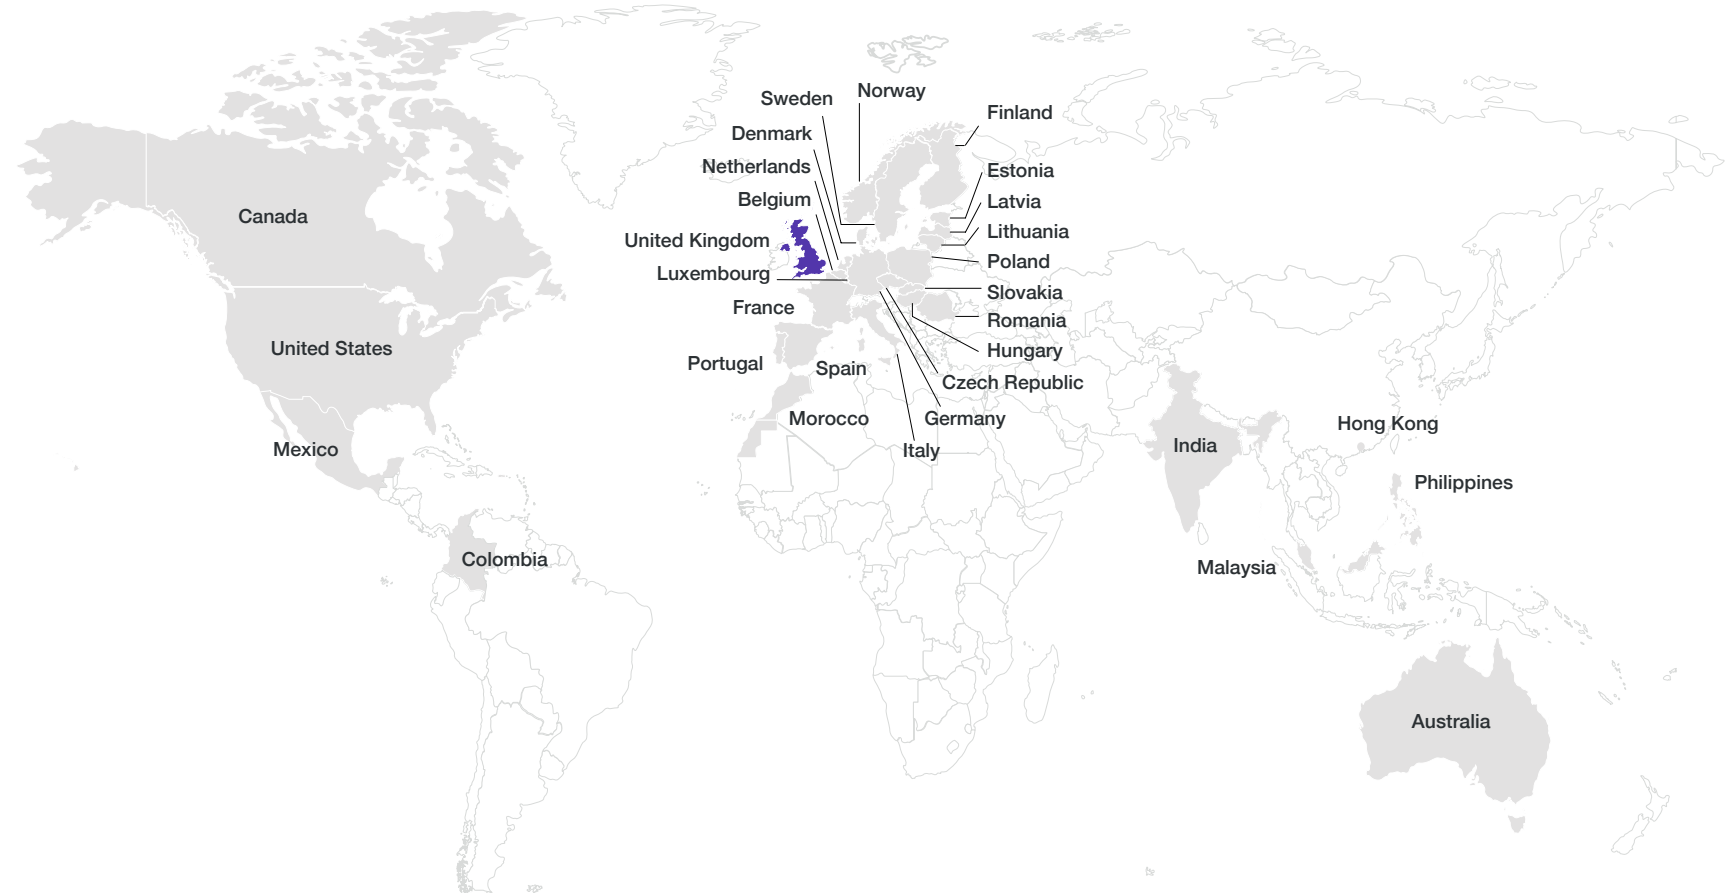 Norway
Sweden
Finland
Denmark
Netherlands
Estonia
Belgium
Latvia
Canada
Lithuania
United Kingdom
Poland
Luxembourg
Slovakia
France
Romania
United States
Hungary
Portugal
Spain
Czech Republic
Morocco
Germany
Hong Kong
Mexico
Italy
India
Philippines
Colombia
Malaysia
Australia